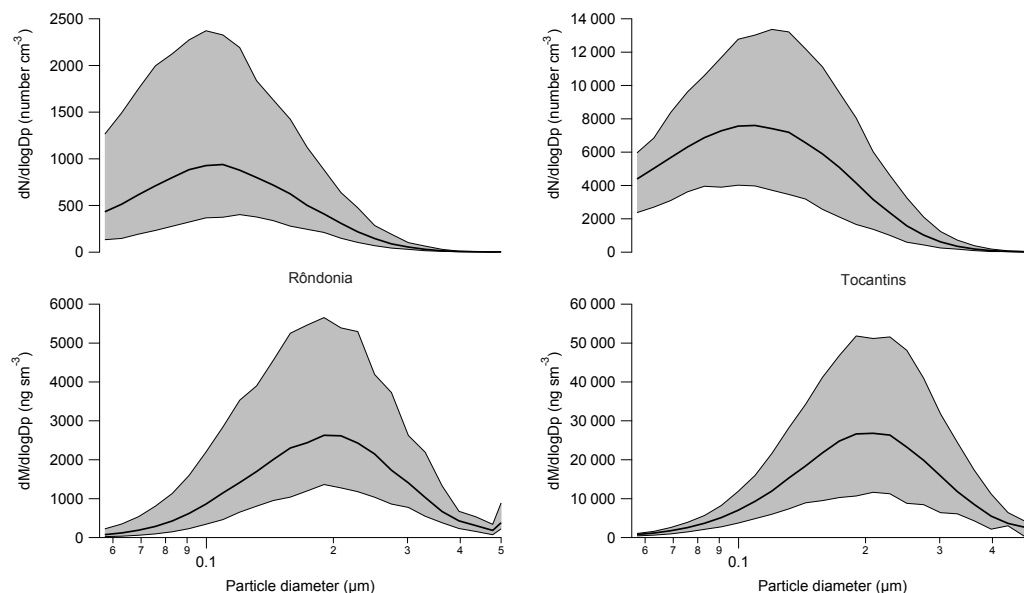 dN/dlogDp (number cm-3)
2500
2000
1500
1000
500
0
dN/dlogDp (number cm-3)
14 000
12 000
10 000
8000
6000
4000
2000
0
Rôndonia
Tocantins
dM/dlogDp (ng sm-3)
6000
5000
4000
3000
2000
1000
0
6 7 8 9 0.1 2 3 4 5
Particle diameter (µm)
dM/dlogDp (ng sm-3)
60 000
50 000
40 000
30 000
20 000
10 000
0
6 7 8 9 0.1 2 3 4
Particle diameter (µm)